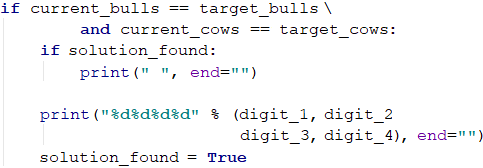 if current_bulls == target_bulls \
        and current_cows == target_cows:
    if solution_found:
        print(" ", end="")

    print("%d%d%d%d" % (digit_1, digit_2
                        digit_3, digit_4), end="")
    solution_found = True